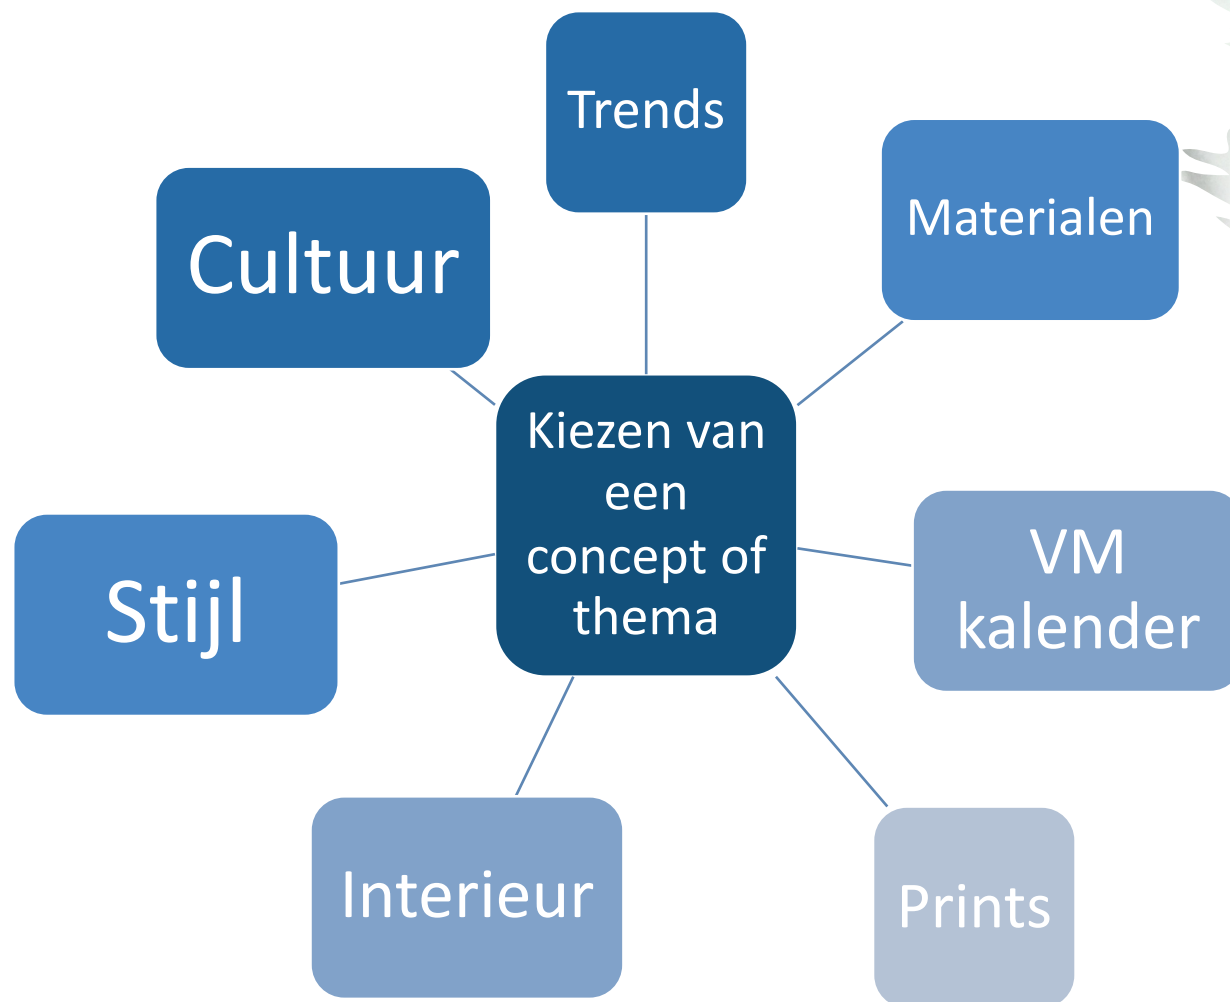 Trends
Materialen
Cultuur
Kiezen van
een
concept of
thema
VM
kalender
Stijl
Interieur
Prints